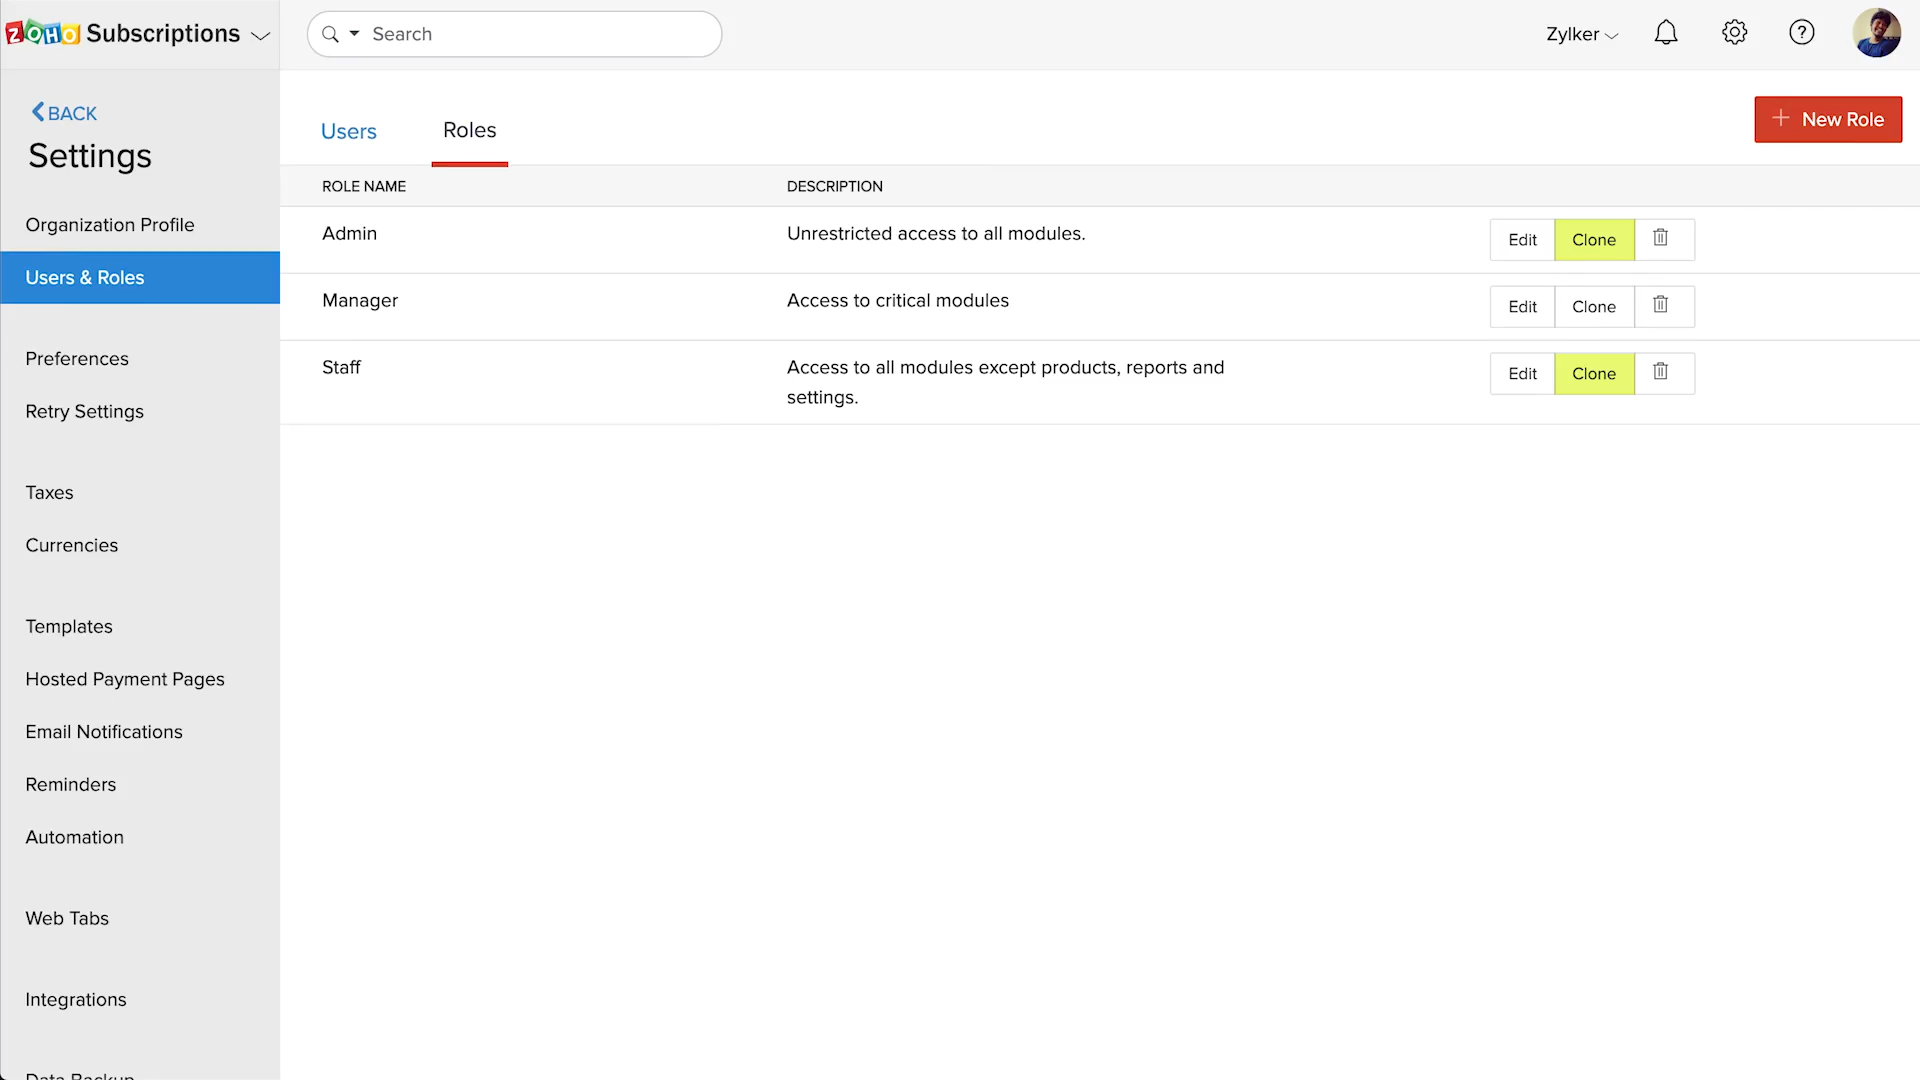 ZOHO Subscriptions
Search
Zylker
BACK
Settings
Organization Profile
Users & Roles
Preferences
Retry Settings
Taxes
Currencies
Templates
Hosted Payment Pages
Email Notifications
Reminders
Automation
Web Tabs
Integrations
Data Backup
Users
Roles
+ New Role
ROLE NAME
DESCRIPTION
Admin
Unrestricted access to all modules.
Edit
Clone
Manager
Access to critical modules
Edit
Clone
Staff
Access to all modules except products, reports and
settings.
Edit
Clone